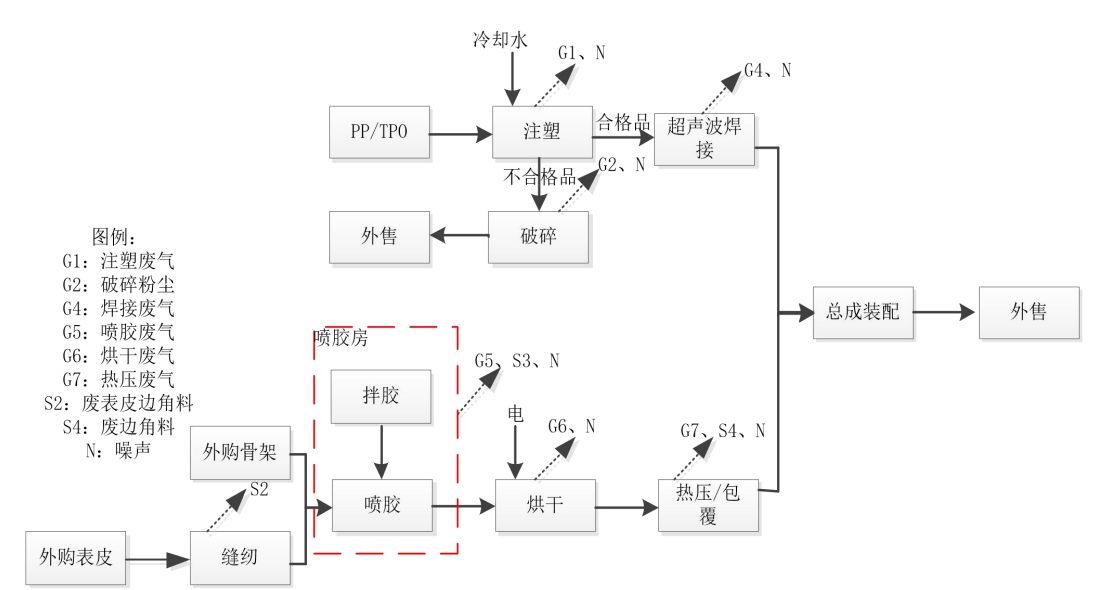 冷却水
G1、N
G4、N
PP/TPO
注塑
合格品
超声波焊
接
不合格品
G2、N
外售
破碎
图例:
G1: 注塑废气
G2: 破碎粉尘
G4: 焊接废气
G5: 喷胶废气
G6: 烘干废气
G7: 热压废气
S2: 废表皮边角料
S4: 废边角料
N: 噪声
总成装配
外售
喷胶房
G5、S3、N
拌胶
电
G6、N
G7、S4、N
外购骨架
S2
喷胶
烘干
热压/包
覆
外购表皮
缝纫